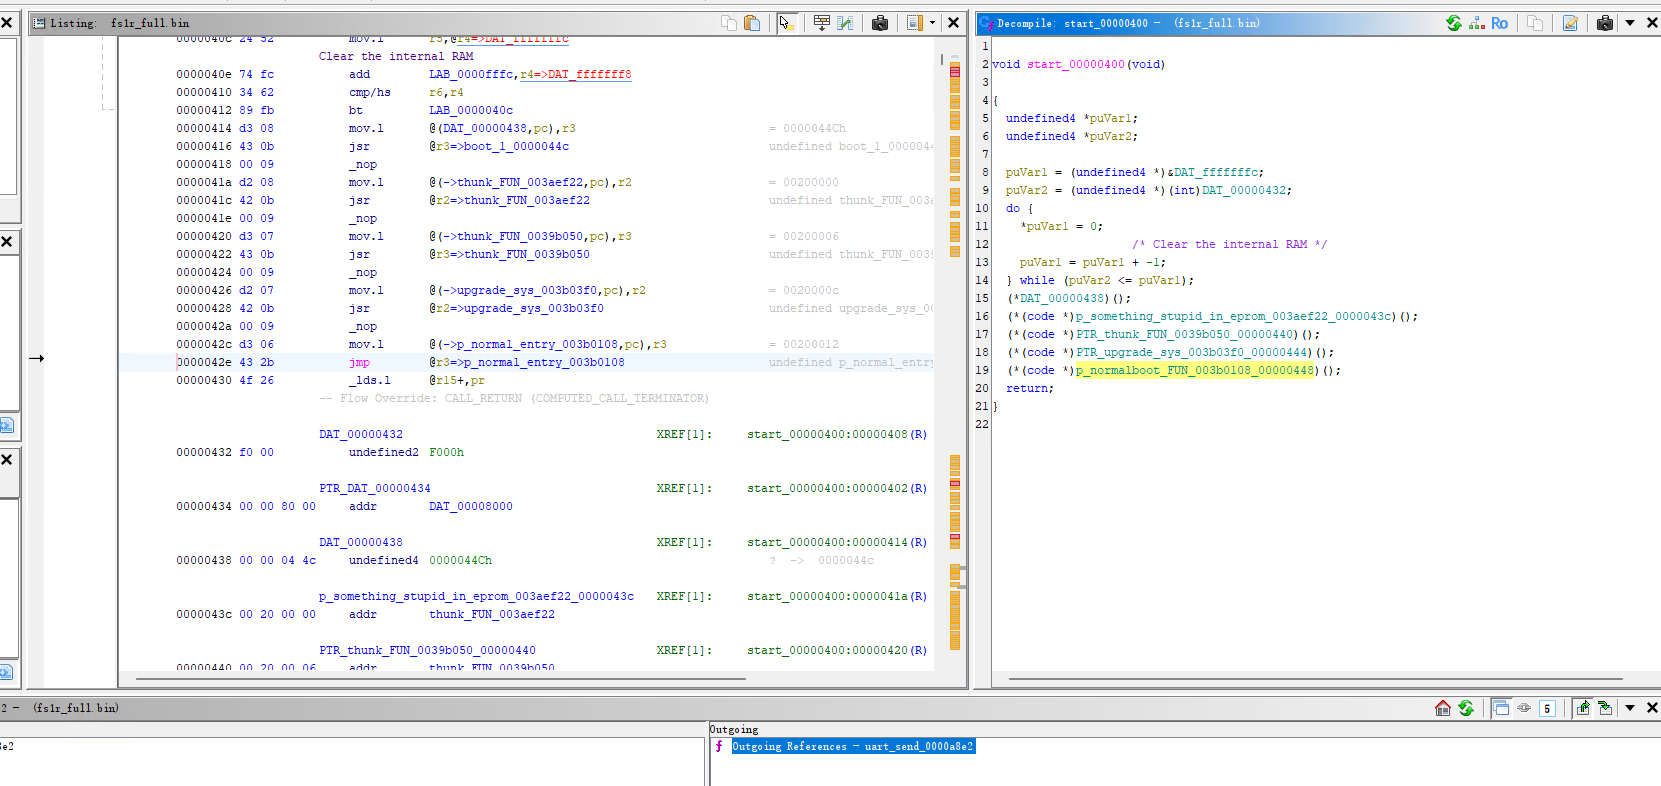 Listing: fs1r_full.bin
0000040c 24 52 mov.l r5,@r4=>DAT_fffffffc
Clear the internal RAM
0000040e 74 fc add LAB_0000fffc,r4=>DAT_fffffff8
00000410 34 62 cmp/hs r6,r4
00000412 89 fb bt LAB_0000040c
00000414 d3 08 mov.l @(DAT_00000438,pc),r3 = 0000044Ch
00000416 43 0b jsr @r3=>boot_1_0000044c undefined boot_1_000004
00000418 00 09 _nop
0000041a d2 08 mov.l @(->thunk_FUN_003aef22,pc),r2 = 00200000
0000041c 42 0b jsr @r2=>thunk_FUN_003aef22 undefined thunk_FUN_003
0000041e 00 09 _nop
00000420 d3 07 mov.l @(->thunk_FUN_0039b050,pc),r3 = 00200006
00000422 43 0b jsr @r3=>thunk_FUN_0039b050 undefined thunk_FUN_003
00000424 00 09 _nop
00000426 d2 07 mov.l @(->upgrade_sys_003b03f0,pc),r2 = 0020000c
00000428 42 0b jsr @r2=>upgrade_sys_003b03f0 undefined upgrade_sys_0
0000042a 00 09 _nop
0000042c d3 06 mov.l @(->p_normal_entry_003b0108,pc),r3 = 00200012
0000042e 43 2b jmp @r3=>p_normal_entry_003b0108 undefined p_normal_entry
00000430 4f 26 _lds.l @r15+,pr
-- Flow Override: CALL_RETURN (COMPUTED_CALL_TERMINATOR)
DAT_00000432 XREF[1]: start_00000400:00000408(R)
00000432 f0 00 undefined2 F000h
PTR_DAT_00000434 XREF[1]: start_00000400:00000402(R)
00000434 00 00 80 00 addr DAT_00008000
DAT_00000438 XREF[1]: start_00000400:00000414(R)
00000438 00 00 04 4c undefined4 0000044Ch ? -> 0000044c
p_something_stupid_in_eprom_003aef22_0000043c XREF[1]: start_00000400:0000041a(R)
0000043c 00 20 00 00 addr thunk_FUN_003aef22
PTR_thunk_FUN_0039b050_00000440 XREF[1]: start_00000400:00000420(R)
00000440 00 20 00 06 addr thunk_FUN_0039b050
Decompile: start_00000400 - (fs1r_full.bin)
Ro
1
2 void start_00000400(void)
3
4 {
5 undefined4 *puVar1;
6 undefined4 *puVar2;
7
8 puVar1 = (undefined4 *)&DAT_fffffffc;
9 puVar2 = (undefined4 *)(int)DAT_00000432;
10 do {
11 *puVar1 = 0;
12 /* Clear the internal RAM */
13 puVar1 = puVar1 + -1;
14 } while (puVar2 <= puVar1);
15 (*DAT_00000438)();
16 (*(code *)p_something_stupid_in_eprom_003aef22_0000043c)();
17 (*(code *)PTR_thunk_FUN_0039b050_00000440)();
18 (*(code *)PTR_upgrade_sys_003b03f0_00000444)();
19 (*(code *)p_normalboot_FUN_003b0108_00000448)();
20 return;
21 }
22
2 - (fs1r_full.bin)
5
8e2
Outgoing
f Outgoing References - uart_send_0000a8e2